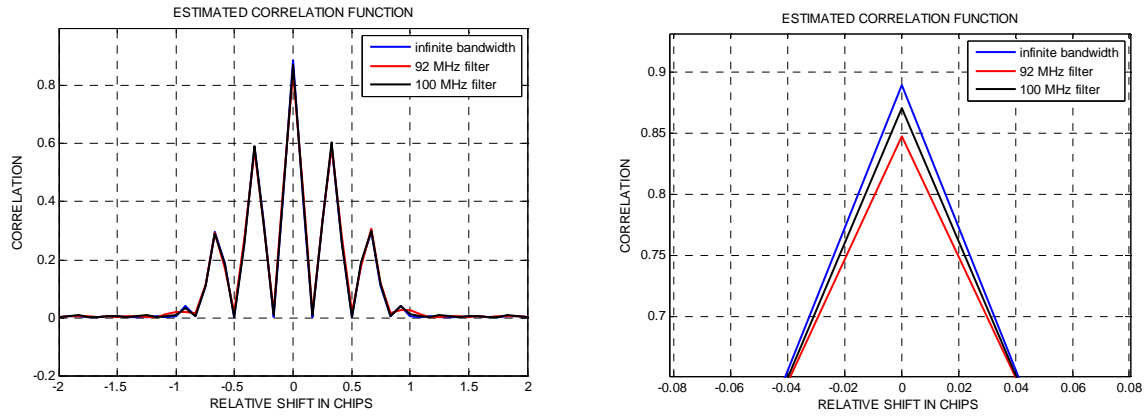 ESTIMATED CORRELATION FUNCTION
infinite bandwidth
92 MHz filter
100 MHz filter
0.8
0.6
0.4
0.2
0
-0.2
CORRELATION
-2
-1.5
-1
-0.5
0
0.5
1
1.5
2
RELATIVE SHIFT IN CHIPS
ESTIMATED CORRELATION FUNCTION
infinite bandwidth
92 MHz filter
100 MHz filter
0.9
0.85
0.8
0.75
0.7
CORRELATION
-0.08
-0.06
-0.04
-0.02
0
0.02
0.04
0.06
0.08
RELATIVE SHIFT IN CHIPS